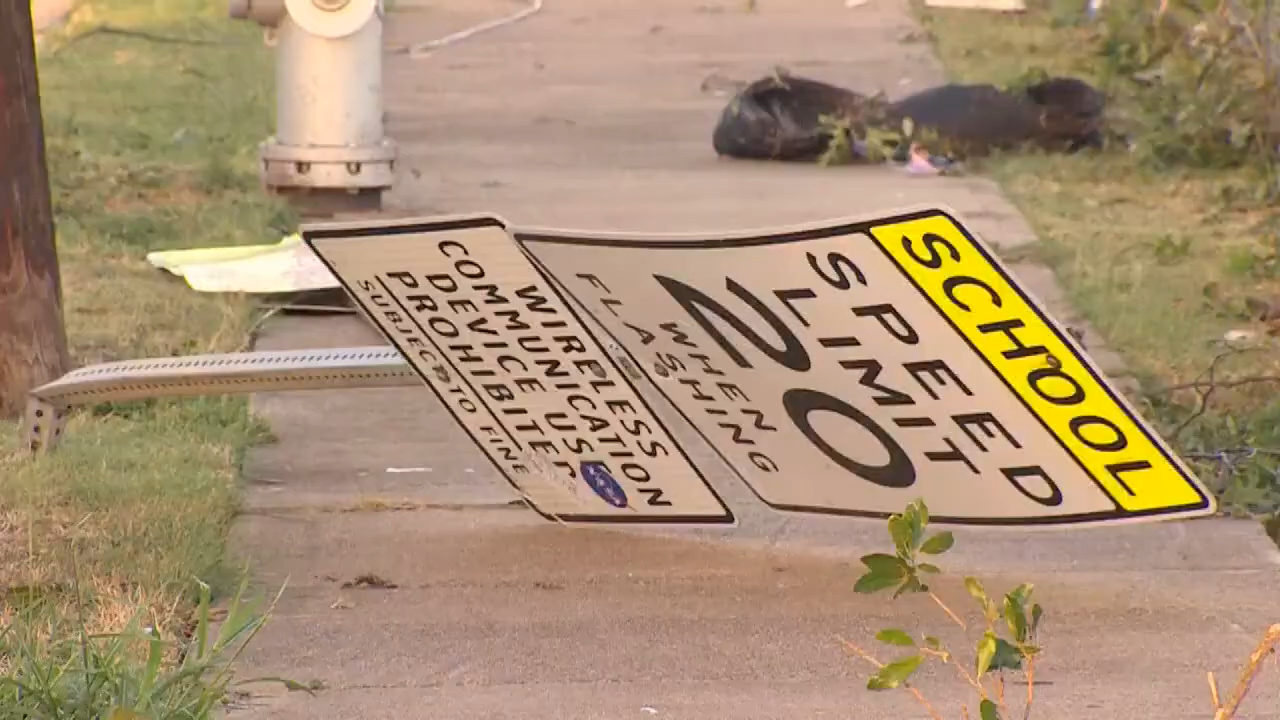 SCHOOL
SPEED
LIMIT
20
WHEN
FLASHING
WIRELESS
COMMUNICATION
DEVICE USE
PROHIBITED
SUBJECT TO FINE